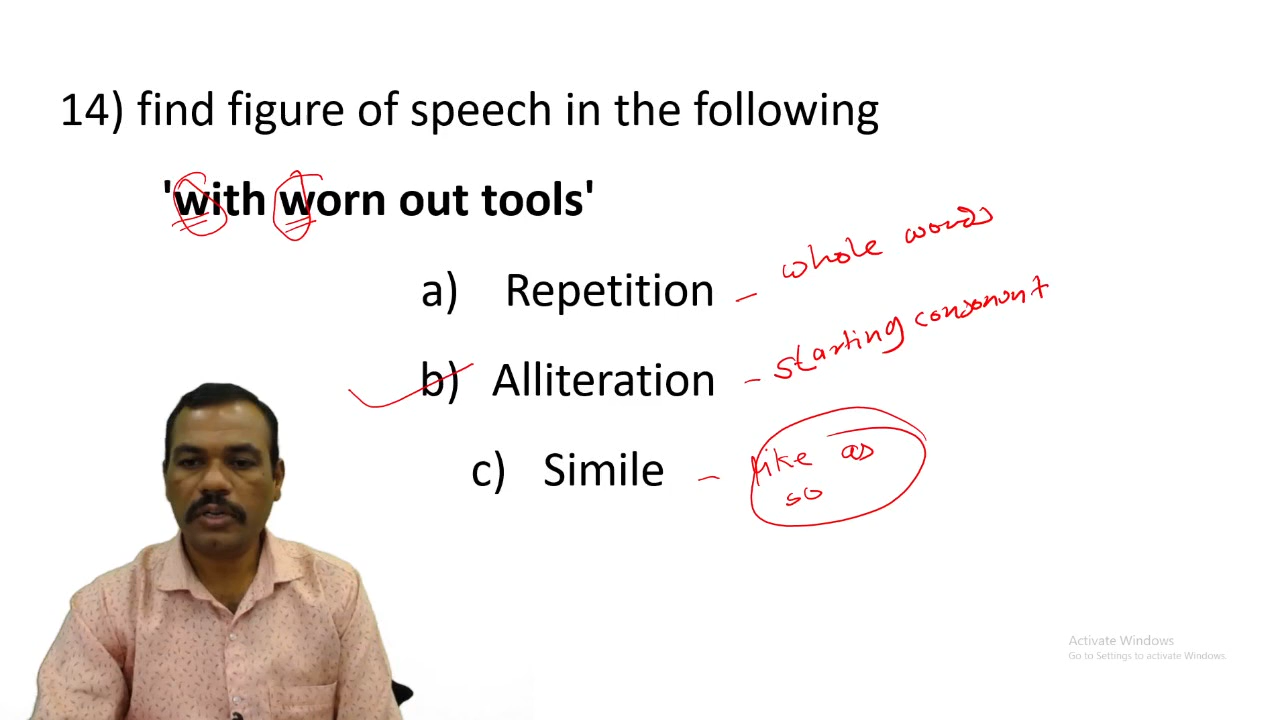 14) find figure of speech in the following
'with worn out tools'
a) Repetition – whole words
b) Alliteration – starting consonant
c) Simile – like as
so
Activate Windows
Go to Settings to activate Windows.